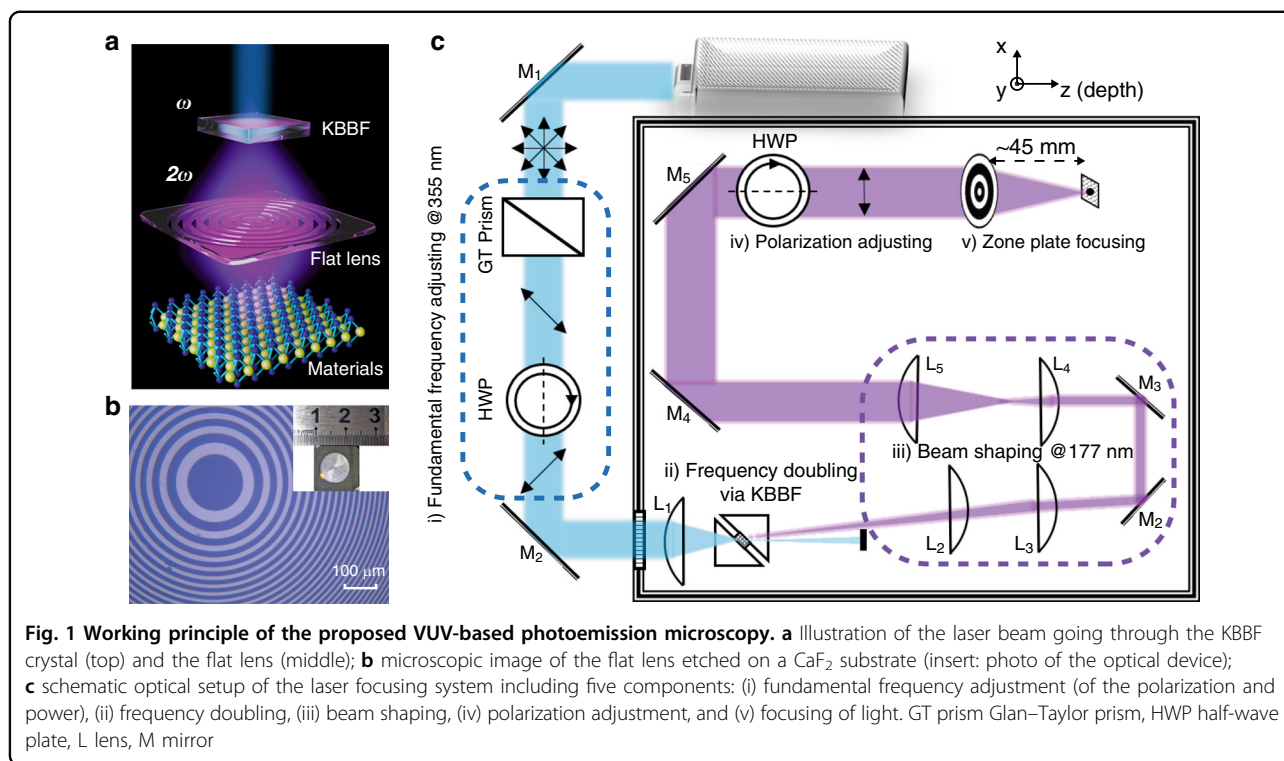 a
ω
KBBF
2ω
Flat lens
Materials
b
1 2 3
100 μm
c
M₁
x
y
z (depth)
i) Fundamental frequency adjusting @355 nm
GT Prism
HWP
M₂
HWP
~45 mm
M₅
iv) Polarization adjusting
v) Zone plate focusing
M₄
L₅
L₄
M₃
iii) Beam shaping @177 nm
ii) Frequency doubling
via KBBF
L₁
L₂
L₃
M₂
Fig. 1 Working principle of the proposed VUV-based photoemission microscopy. a Illustration of the laser beam going through the KBBF
crystal (top) and the flat lens (middle); b microscopic image of the flat lens etched on a CaF₂ substrate (insert: photo of the optical device);
c schematic optical setup of the laser focusing system including five components: (i) fundamental frequency adjustment (of the polarization and
power), (ii) frequency doubling, (iii) beam shaping, (iv) polarization adjustment, and (v) focusing of light. GT prism Glan–Taylor prism, HWP half-wave
plate, L lens, M mirror